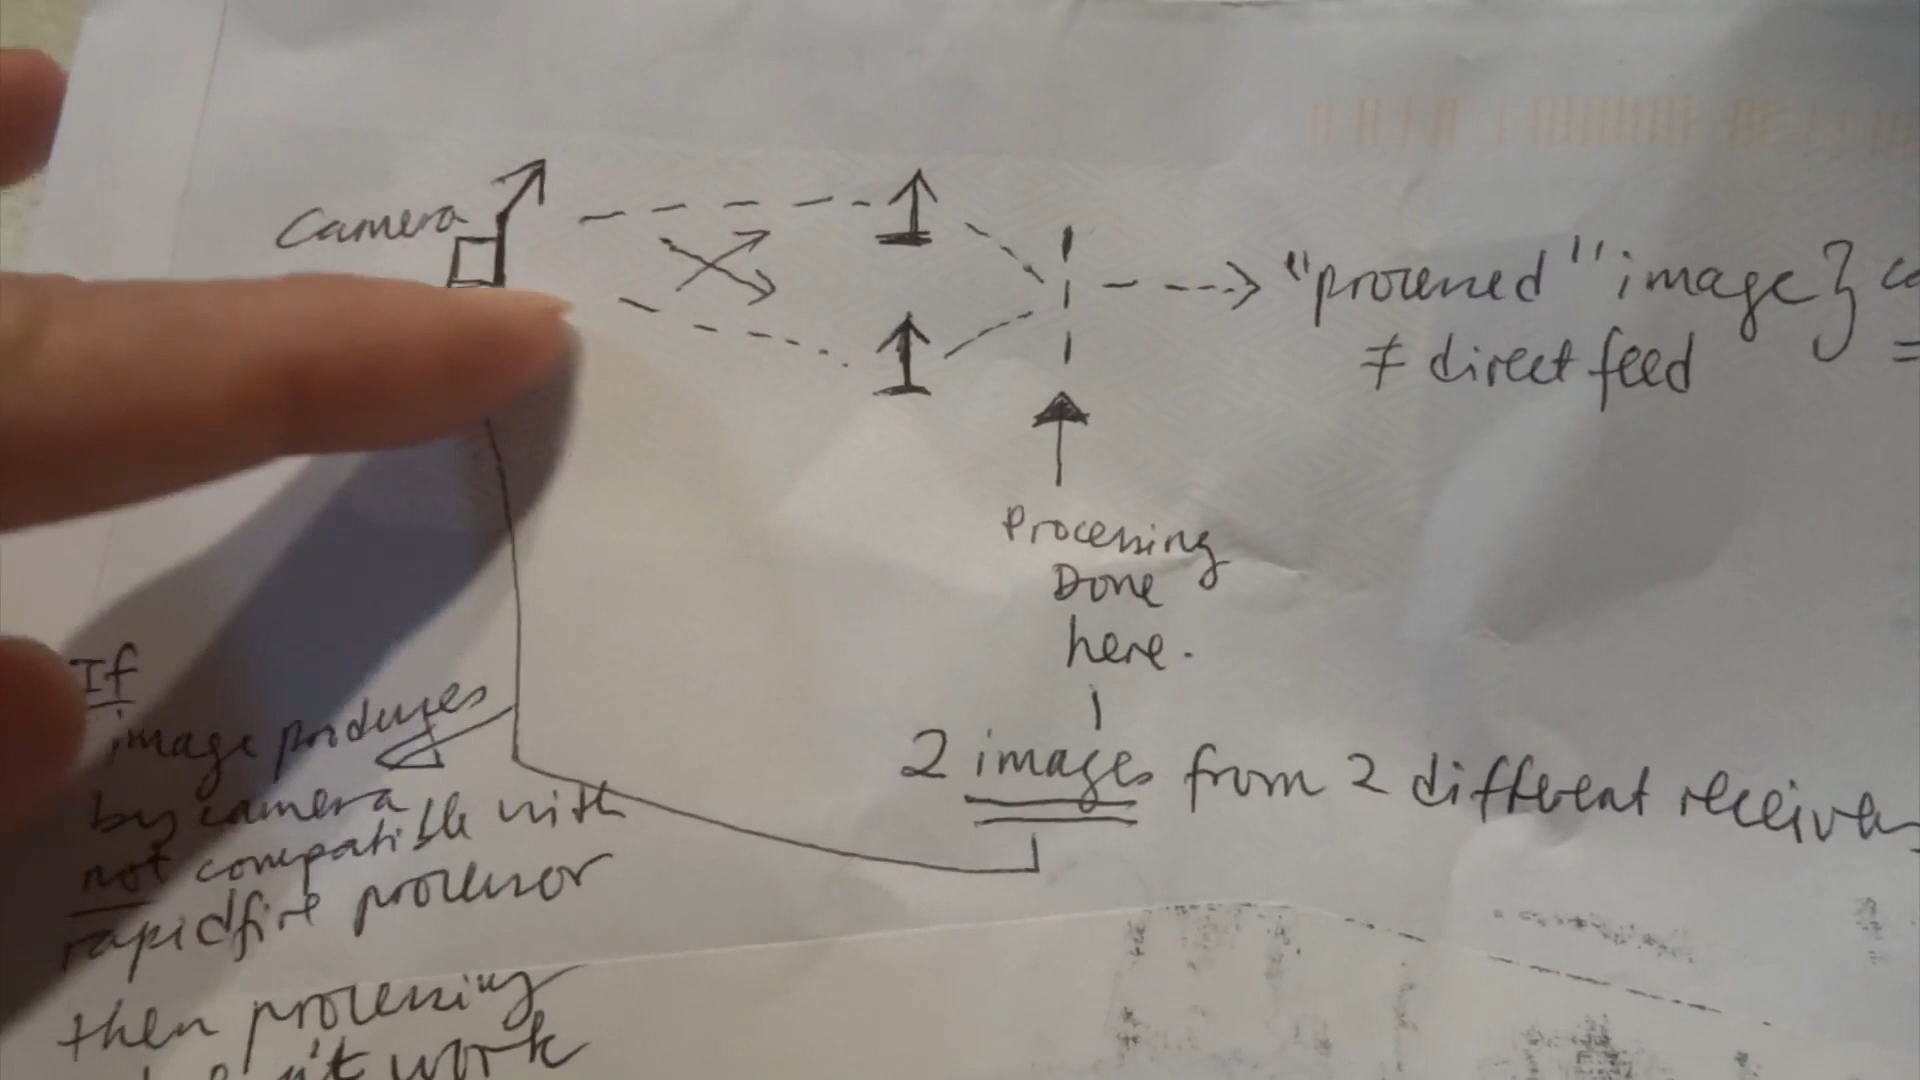 Camera
"processed" image }
≠ direct feed
=
Processing
Done
here.
2 images from 2 different
If
image produces
by camera
not compatible with
rapidfire processor
then processing
work